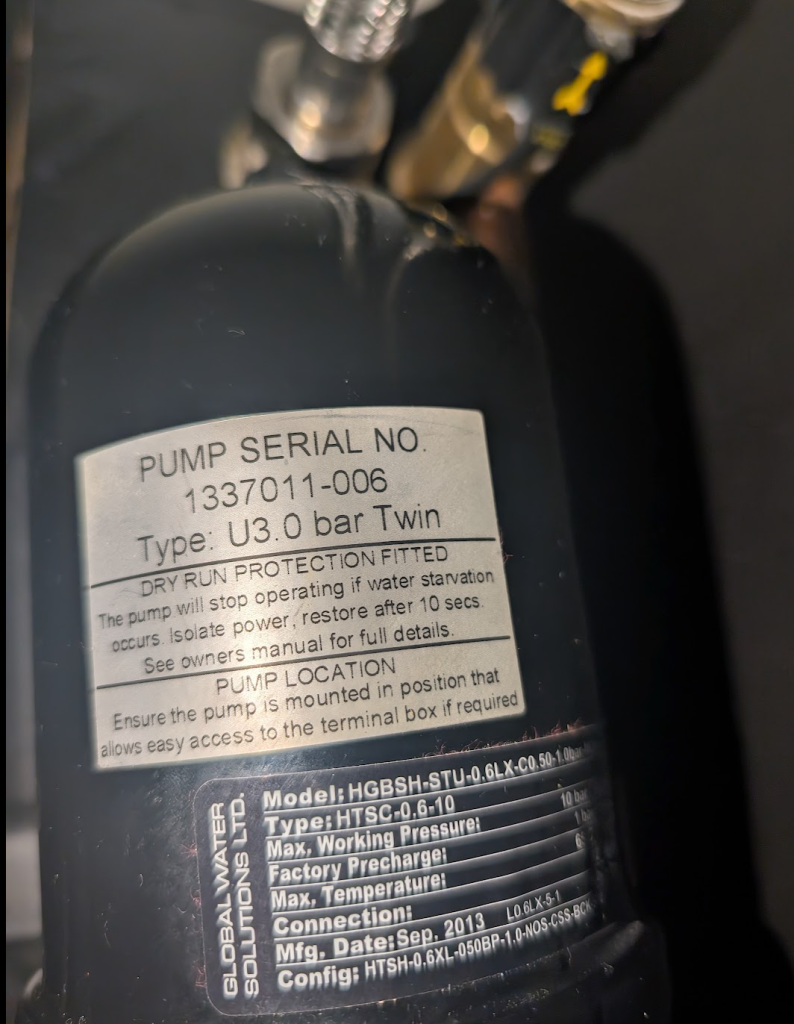 PUMP SERIAL NO.
1337011-006
Type: U3.0 bar Twin
DRY RUN PROTECTION FITTED
The pump will stop operating if water starvation
occurs. Isolate power, restore after 10 secs.
See owners manual for full details.
PUMP LOCATION
Ensure the pump is mounted in position that
allows easy access to the terminal box if required
GLOBAL WATER
SOLUTIONS LTD.
Model: HGBSH-STU-0.6LX-C0.50-1.0bar
Type: HTSC-0.6-10
Max. Working Pressure: 10 bar
Factory Precharge: 1 bar
Max. Temperature:
Connection:
Mfg. Date: Sep. 2013 L0.6LX-5-1
Config: HTSH-0.6XL-050BP-1.0-NOS-CSS-BCK